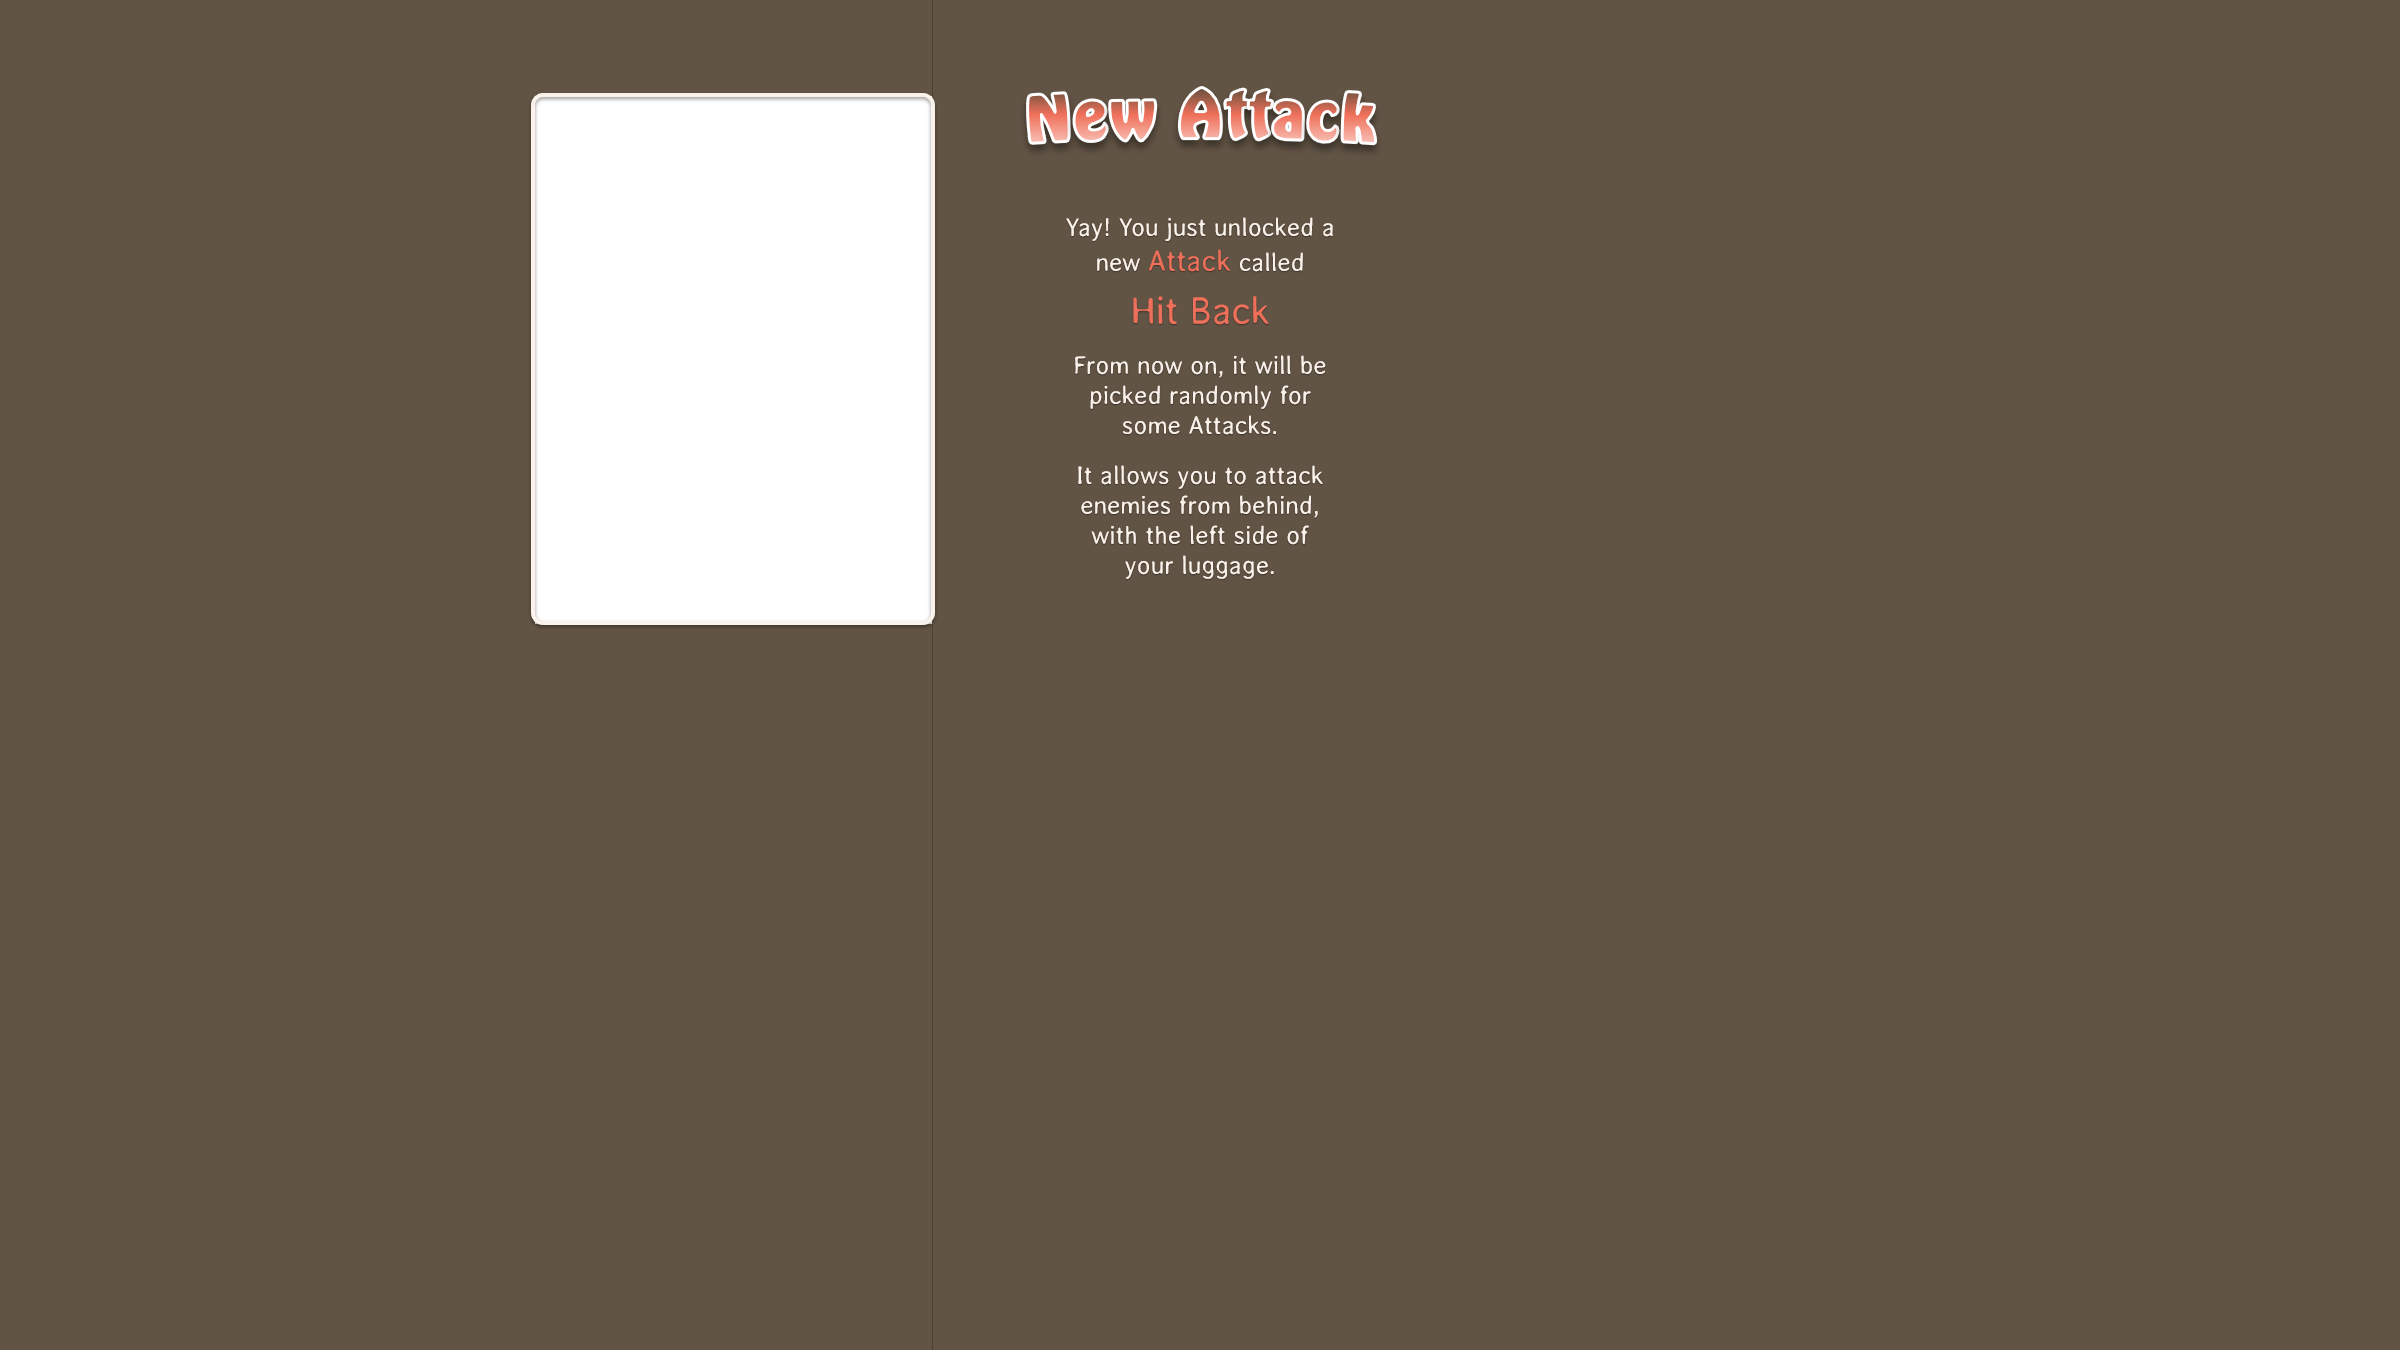 New Attack
Yay! You just unlocked a
new Attack called
Hit Back
From now on, it will be
picked randomly for
some Attacks.
It allows you to attack
enemies from behind,
with the left side of
your luggage.